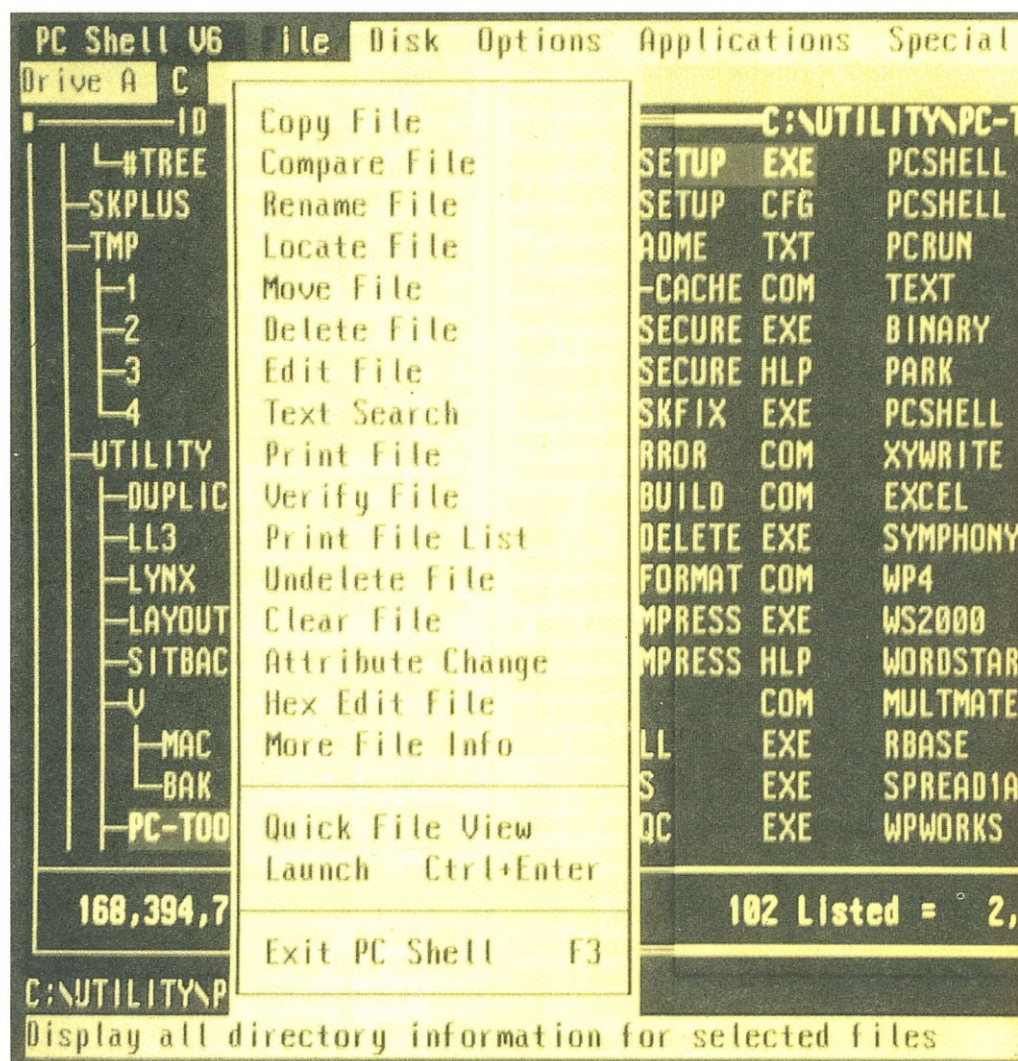 PC Shell V6 ile Disk Options Applications Special
Drive A C
ID C:\UTILITY\PC-T
#TREE Copy File SETUP EXE PCSHELL
SKPLUS Compare File SETUP CFG PCSHELL
TMP Rename File ADME TXT PCRUN
1 Locate File -CACHE COM TEXT
2 Move File SECURE EXE BINARY
3 Delete File SECURE HLP PARK
4 Edit File SKFIX EXE PCSHELL
UTILITY Text Search RROR COM XYWRITE
DUPLIC Print File BUILD COM EXCEL
LL3 Verify File DELETE EXE SYMPHONY
LYNX Print File List FORMAT COM WP4
LAYOUT Undelete File MPRESS EXE WS2000
SITBAC Clear File MPRESS HLP WORDSTAR
V Attribute Change COM MULTMATE
MAC Hex Edit File LL EXE RBASE
BAK More File Info S EXE SPREAD1A
PC-TOO Quick File View QC EXE WPWORKS
Launch Ctrl+Enter
168,394,7 102 Listed = 2,
Exit PC Shell F3
C:\UTILITY\P
Display all directory information for selected files